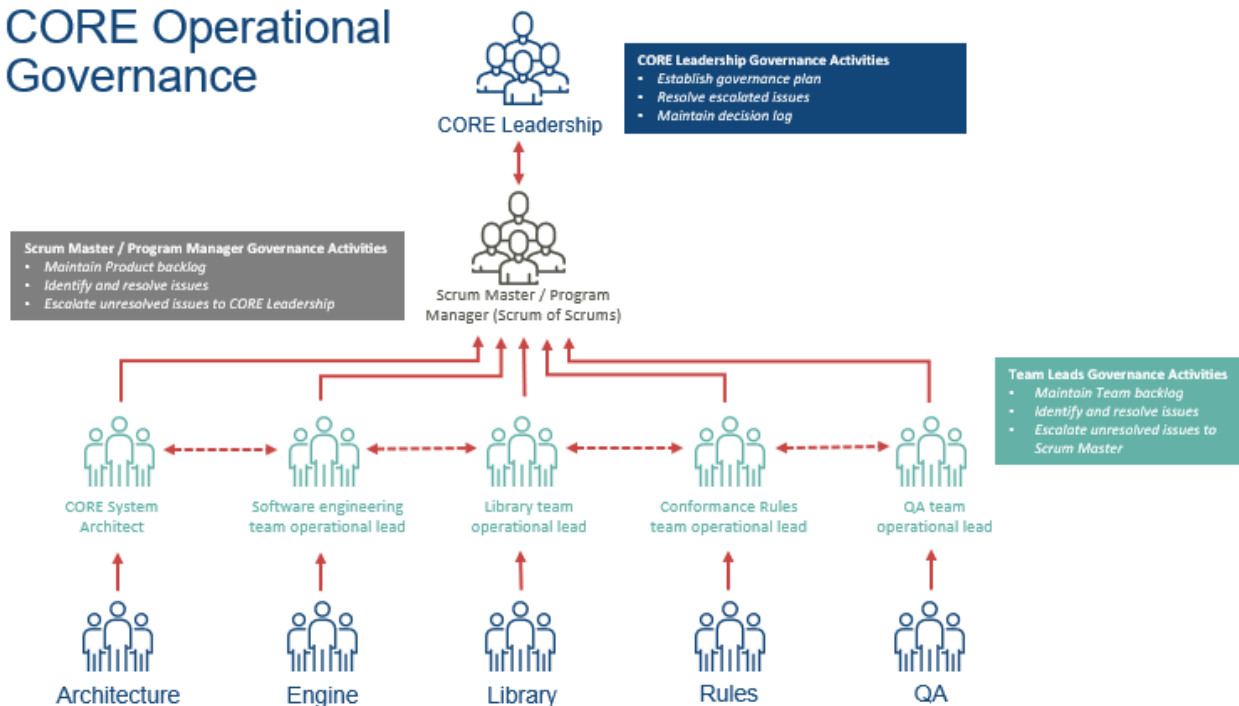 CORE Operational
Governance
CORE Leadership
CORE Leadership Governance Activities
• Establish governance plan
• Resolve escalated issues
• Maintain decision log
Scrum Master / Program Manager Governance Activities
• Maintain Product backlog
• Identify and resolve issues
• Escalate unresolved issues to CORE Leadership
Scrum Master / Program
Manager (Scrum of Scrums)
Team Leads Governance Activities
• Maintain Team backlog
• Identify and resolve issues
• Escalate unresolved issues to
Scrum Master
CORE System
Architect
Software engineering
team operational lead
Library team
operational lead
Conformance Rules
team operational lead
QA team
operational lead
Architecture
Engine
Library
Rules
QA